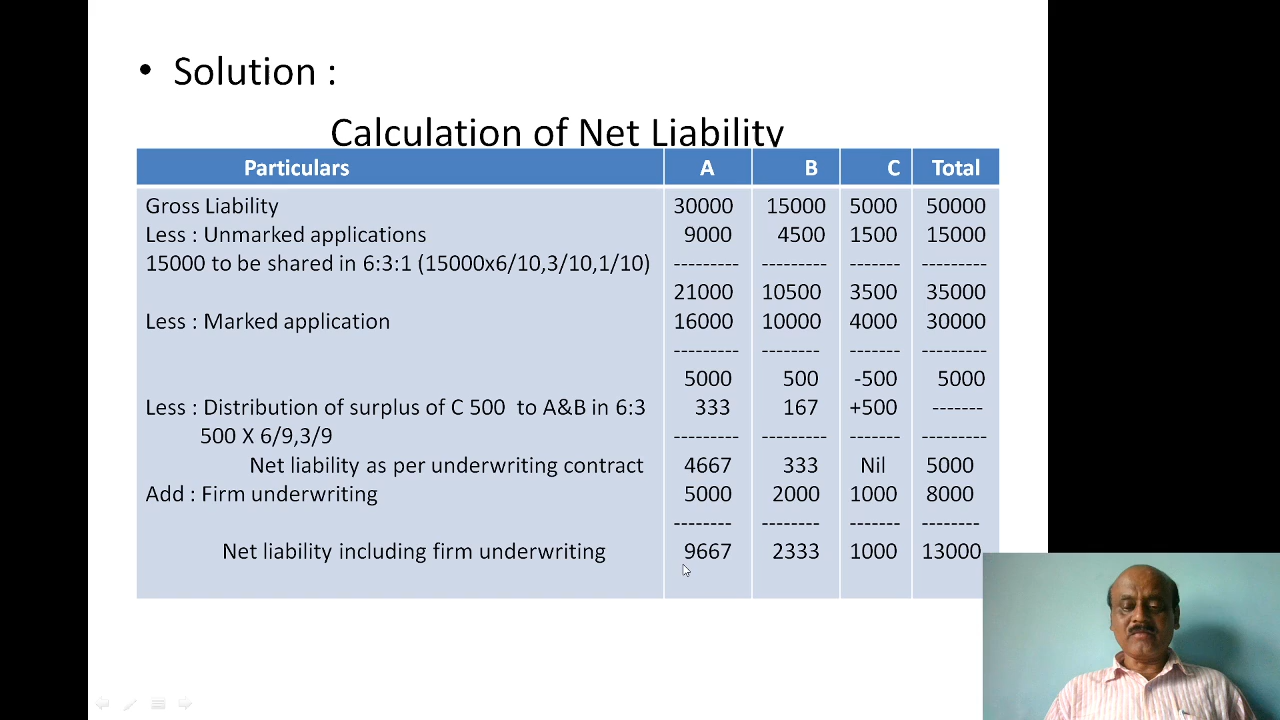 • Solution :
Calculation of Net Liability
Particulars A B C Total
Gross Liability 30000 15000 5000 50000
Less : Unmarked applications 9000 4500 1500 15000
15000 to be shared in 6:3:1 (15000x6/10,3/10,1/10) --------- --------- ------- ---------
21000 10500 3500 35000
Less : Marked application 16000 10000 4000 30000
--------- -------- ------- ---------
5000 500 -500 5000
Less : Distribution of surplus of C 500 to A&B in 6:3 333 167 +500 -------
500 X 6/9,3/9 --------- --------- ------- ---------
Net liability as per underwriting contract 4667 333 Nil 5000
Add : Firm underwriting 5000 2000 1000 8000
-------- -------- ------- --------
Net liability including firm underwriting 9667 2333 1000 13000